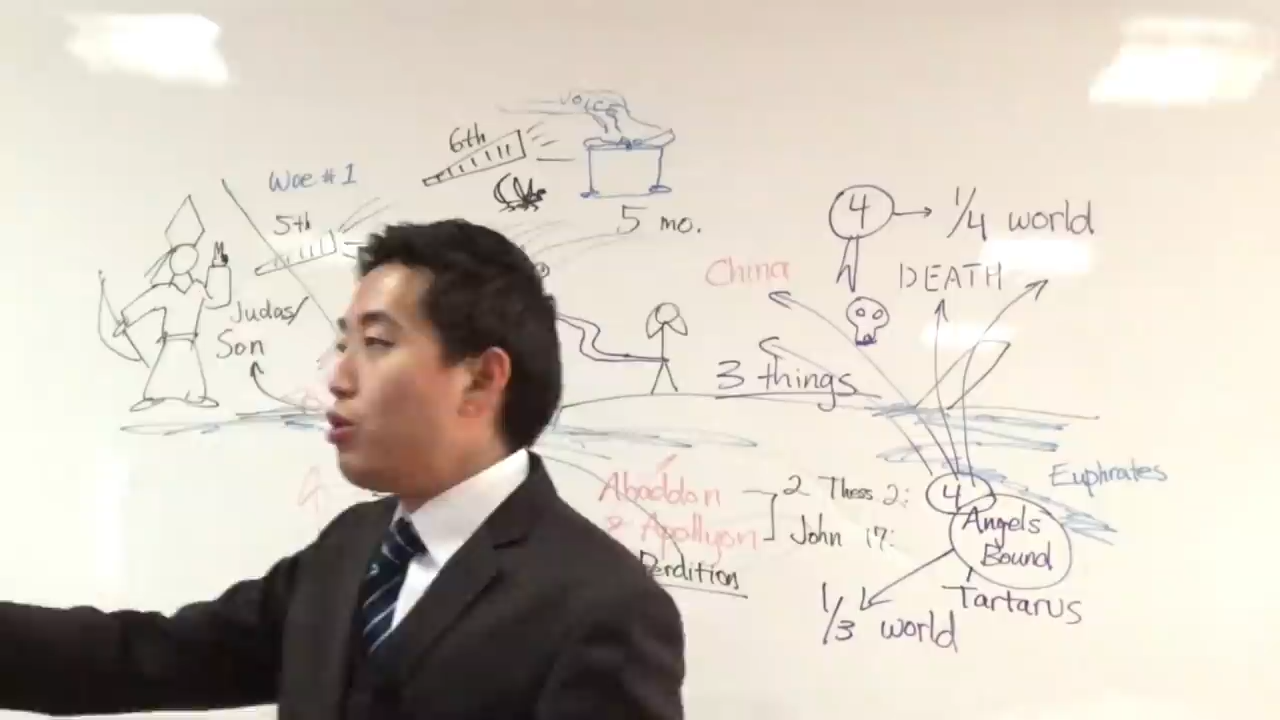 VOICE
6th
Woe #1
5th
5 mo.
4 → 1/4 world
China
DEATH
Judas/
Son
3 things
Euphrates
Abaddon
& Apollyon
Perdition
2 Thess 2:
John 17:
4
Angels
Bound
Tartarus
1/3 world